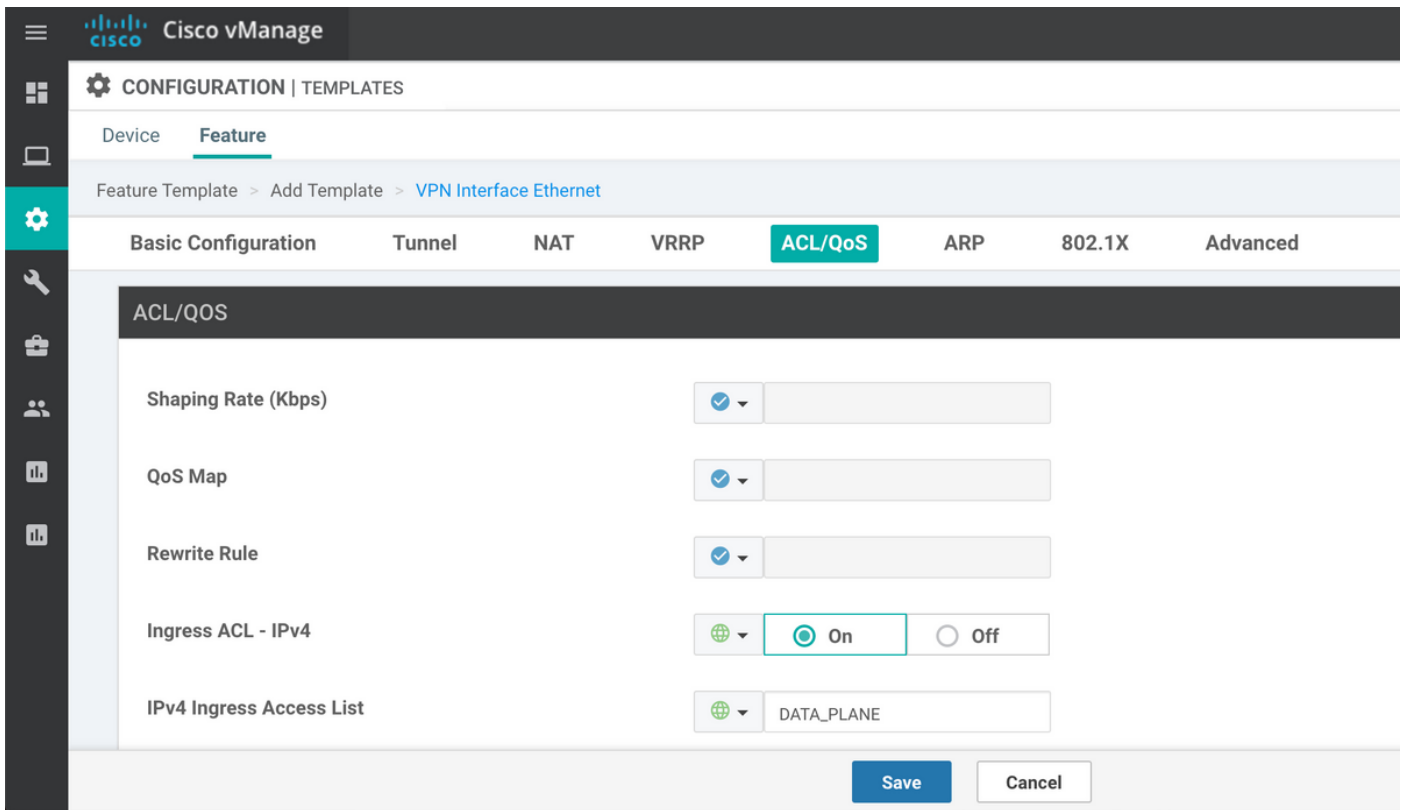 cisco Cisco vManage
CONFIGURATION | TEMPLATES
Device Feature
Feature Template > Add Template > VPN Interface Ethernet
Basic Configuration Tunnel NAT VRRP ACL/QoS ARP 802.1X Advanced
ACL/QOS
Shaping Rate (Kbps)
QoS Map
Rewrite Rule
Ingress ACL - IPv4 On Off
IPv4 Ingress Access List DATA_PLANE
Save Cancel